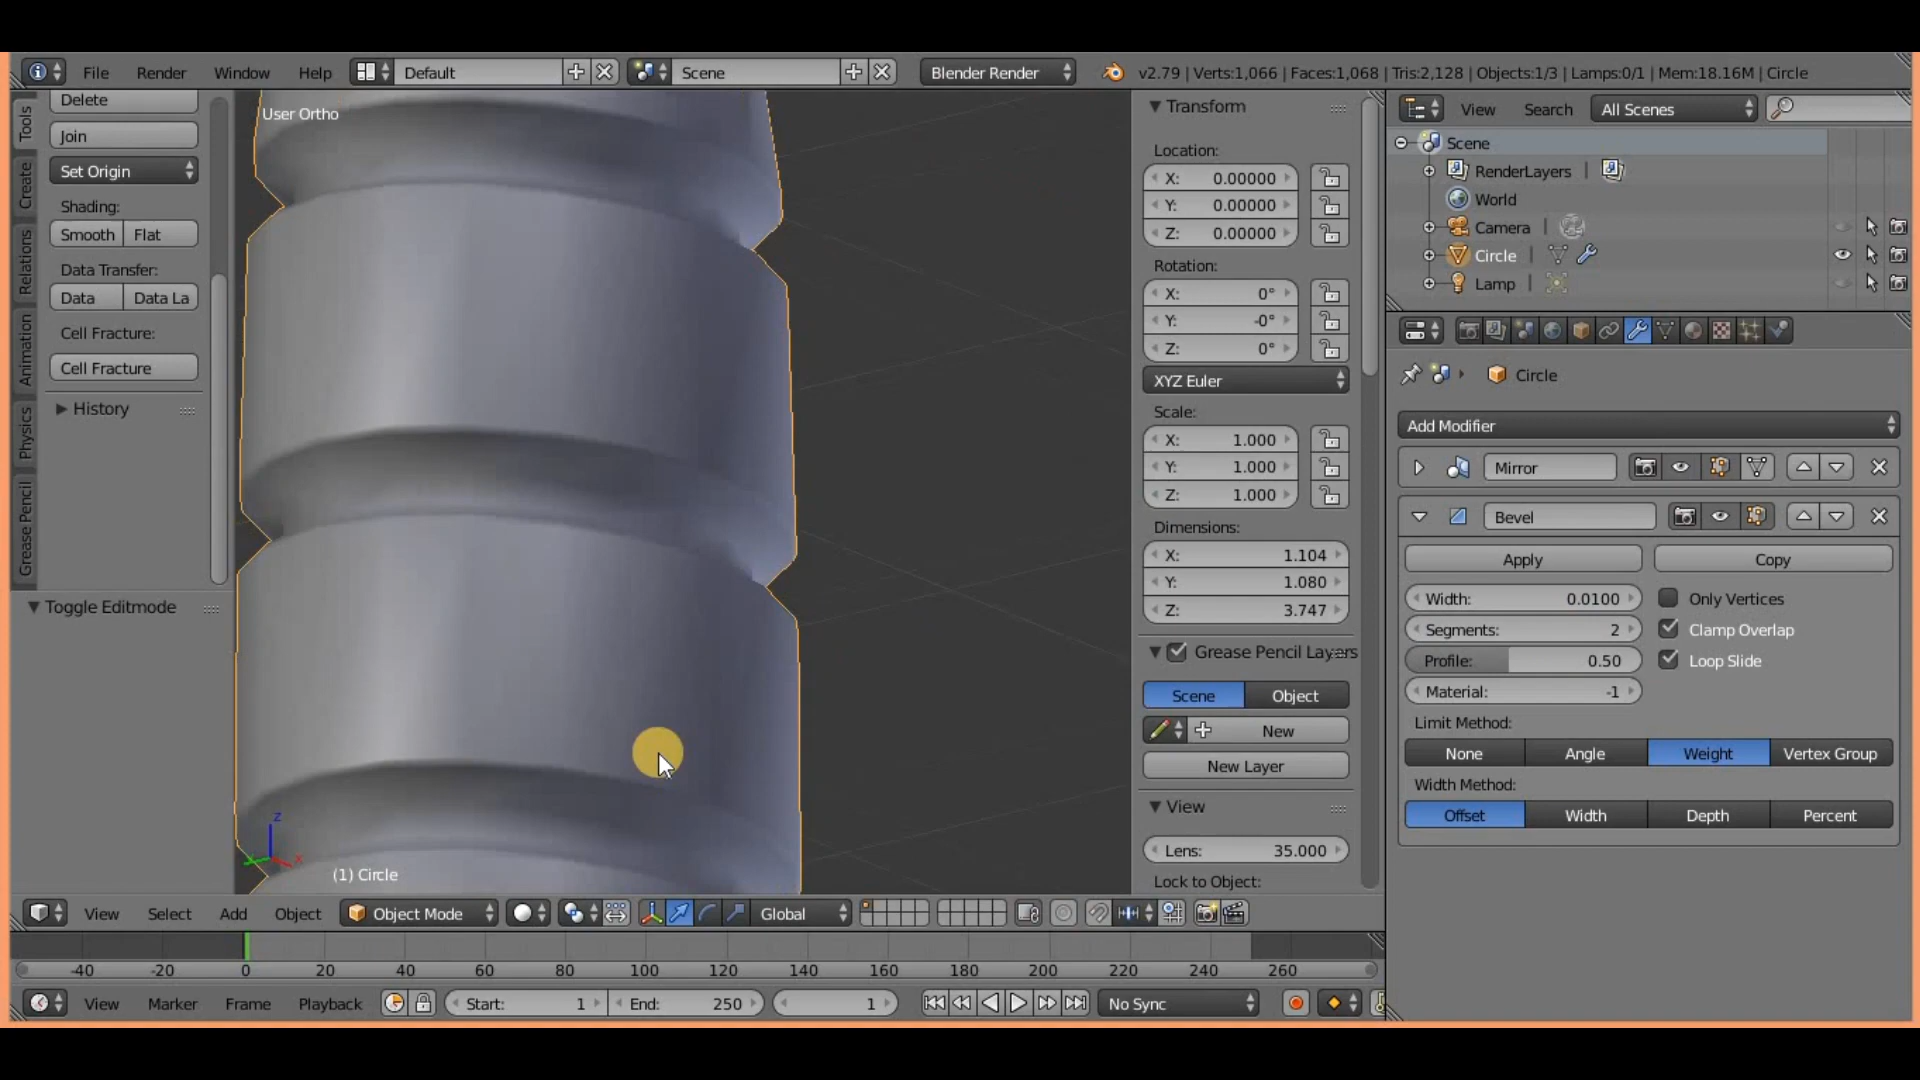 File Render Window Help Default Scene Blender Render v2.79 | Verts:1,066 | Faces:1,068 | Tris:2,128 | Objects:1/3 | Lamps:0/1 | Mem:18.16M | Circle
Tools
Create
Relations
Animation
Physics
Grease Pencil
Delete
Join
Set Origin
Shading:
Smooth Flat
Data Transfer:
Data Data La
Cell Fracture:
Cell Fracture
History
Toggle Editmode
User Ortho
z
x
(1) Circle
Transform
Location:
X: 0.00000
Y: 0.00000
Z: 0.00000
Rotation:
X: 0°
Y: -0°
Z: 0°
XYZ Euler
Scale:
X: 1.000
Y: 1.000
Z: 1.000
Dimensions:
X: 1.104
Y: 1.080
Z: 3.747
Grease Pencil Layers
Scene Object
New
New Layer
View
Lens: 35.000
Lock to Object:
View Search All Scenes
Scene
RenderLayers |
World
Camera |
Circle |
Lamp |
Circle
Add Modifier
Mirror
Bevel
Apply Copy
Width: 0.0100 Only Vertices
Segments: 2 Clamp Overlap
Profile: 0.50 Loop Slide
Material: -1
Limit Method:
None Angle Weight Vertex Group
Width Method:
Offset Width Depth Percent
View Select Add Object Object Mode Global
-40 -20 0 20 40 60 80 100 120 140 160 180 200 220 240 260
View Marker Frame Playback Start: 1 End: 250 1 No Sync